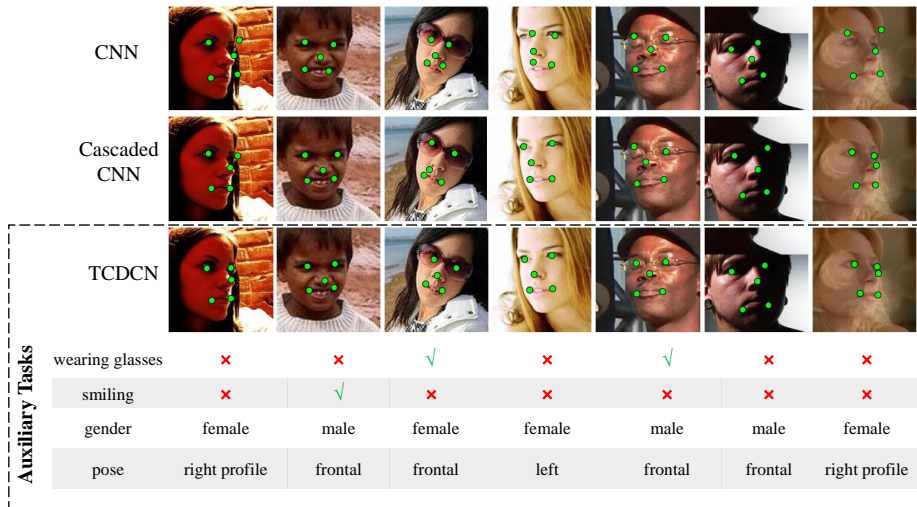 CNN
Cascaded
CNN
TCDCN
Auxiliary Tasks
wearing glasses × × √ × √ × ×
smiling × √ × × × × ×
gender female male female female male male female
pose right profile frontal frontal left frontal frontal right profile